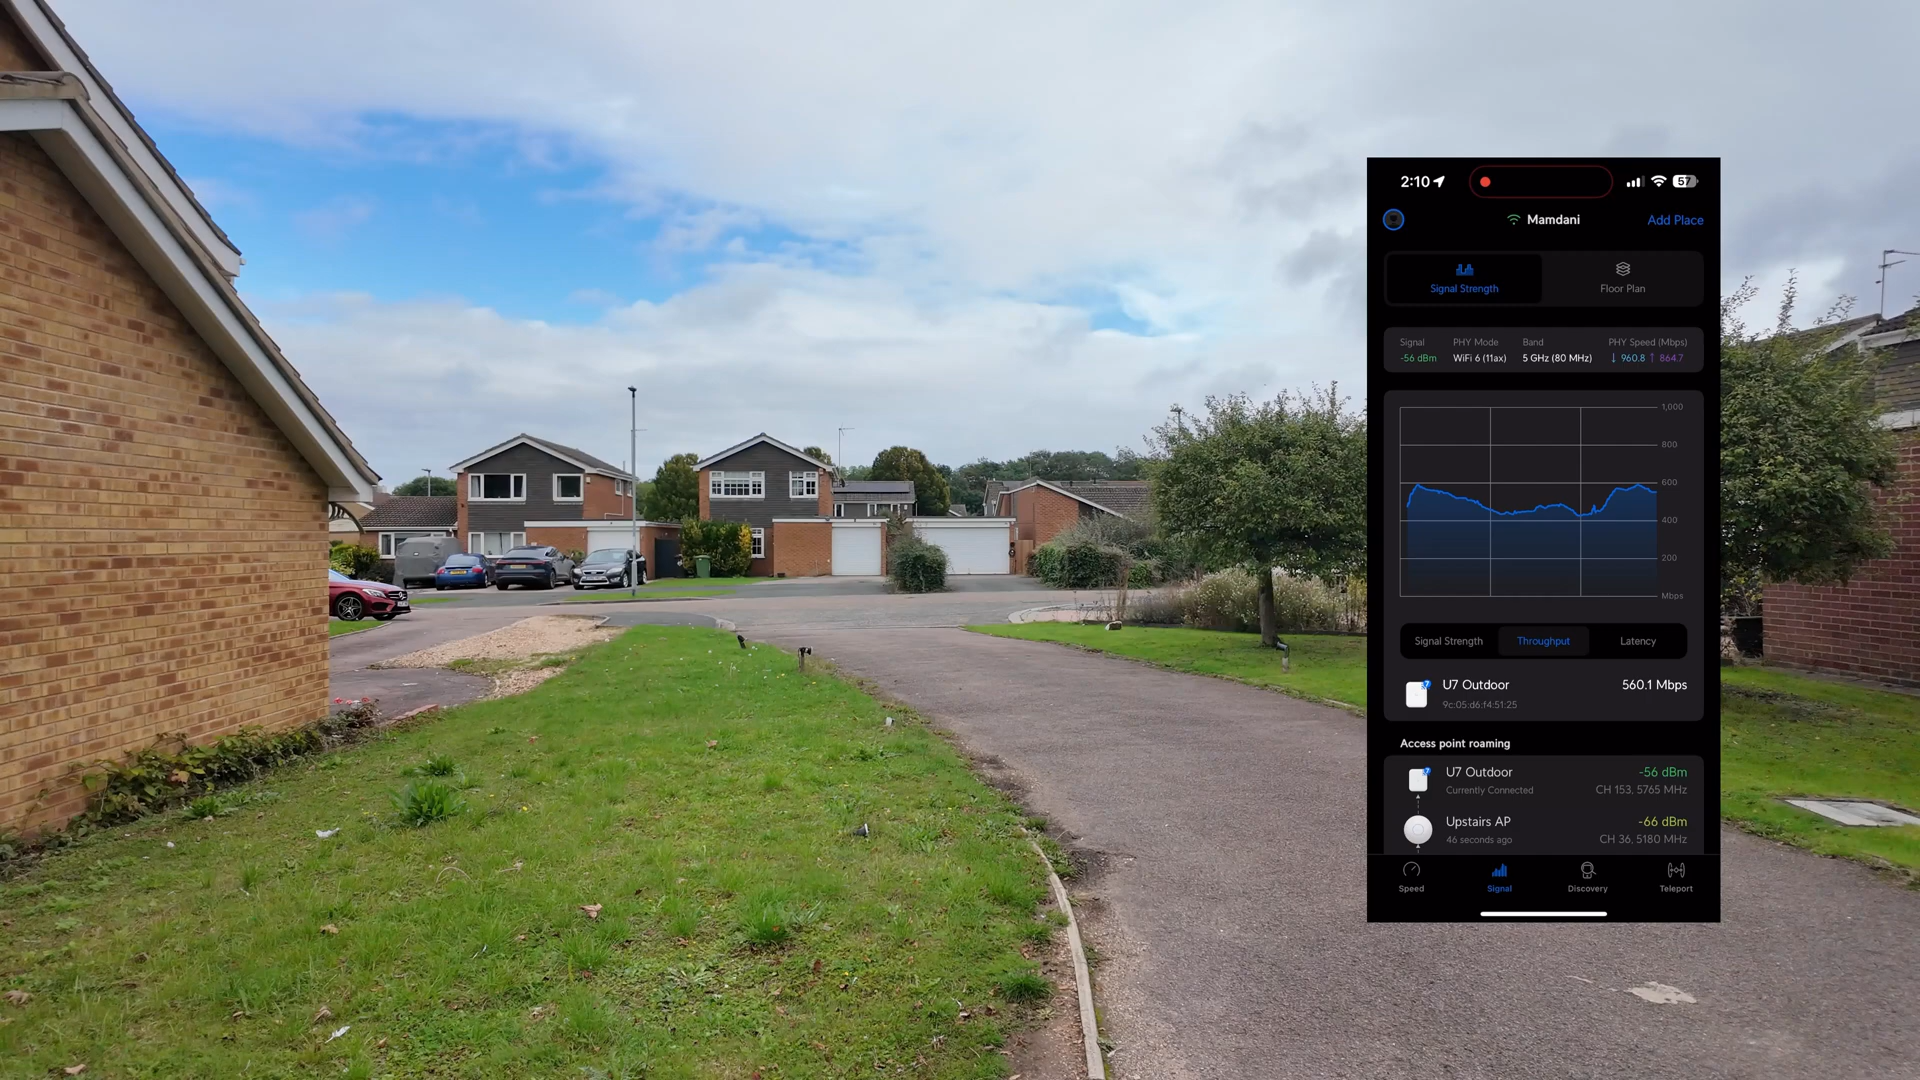 2:10 57
Mamdani Add Place
Signal Strength Floor Plan
Signal PHY Mode Band PHY Speed (Mbps)
-56 dBm WiFi 6 (11ax) 5 GHz (80 MHz) ↓ 960.8 ↑ 864.7
1,000
800
600
400
200
Mbps
Signal Strength Throughput Latency
U7 Outdoor 560.1 Mbps
9c:05:d6:f4:51:25
Access point roaming
U7 Outdoor -56 dBm
Currently Connected CH 153, 5765 MHz
Upstairs AP -66 dBm
46 seconds ago CH 36, 5180 MHz
Speed Signal Discovery Teleport